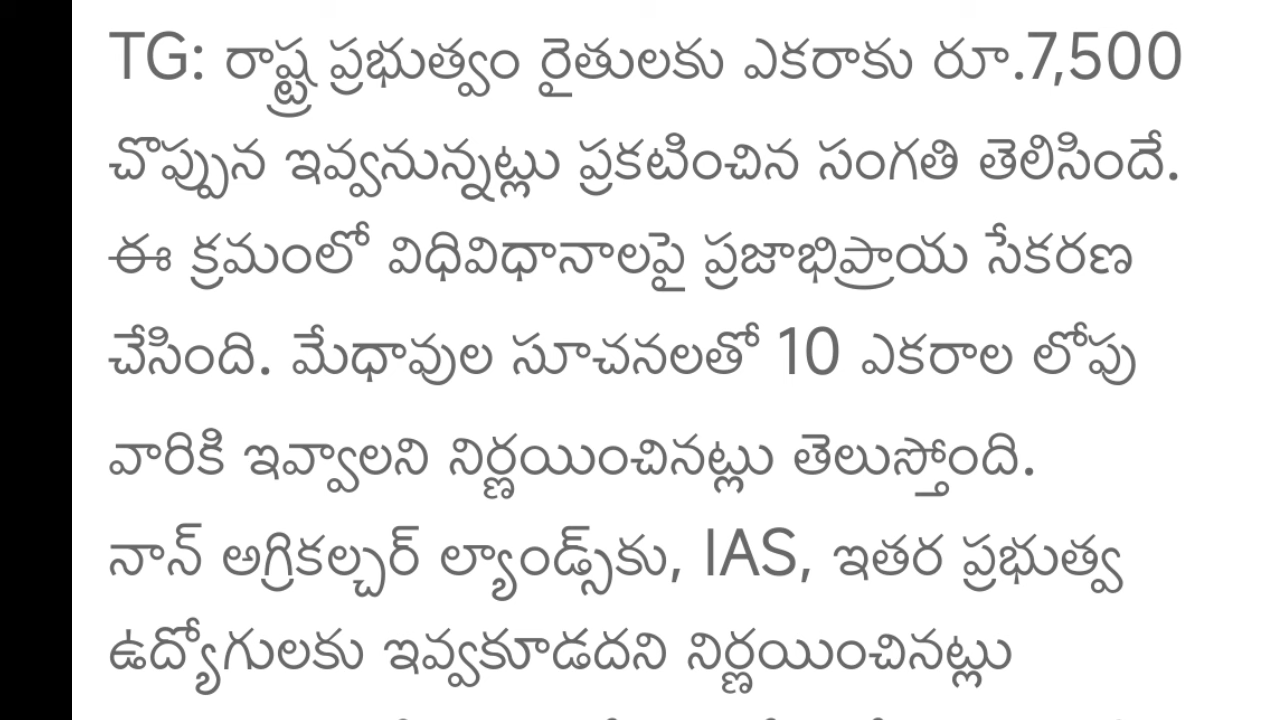 TG: రాష్ట్ర ప్రభుత్వం రైతులకు ఎకరాకు రూ.7,500
చొప్పున ఇవ్వనున్నట్లు ప్రకటించిన సంగతి తెలిసిందే.
ఈ క్రమంలో విధివిధానాలపై ప్రజాభిప్రాయ సేకరణ
చేసింది. మేధావుల సూచనలతో 10 ఎకరాల లోపు
వారికి ఇవ్వాలని నిర్ణయించినట్లు తెలుస్తోంది.
నాన్ అగ్రికల్చర్ ల్యాండ్స్‌కు, IAS, ఇతర ప్రభుత్వ
ఉద్యోగులకు ఇవ్వకూడదని నిర్ణయించినట్లు